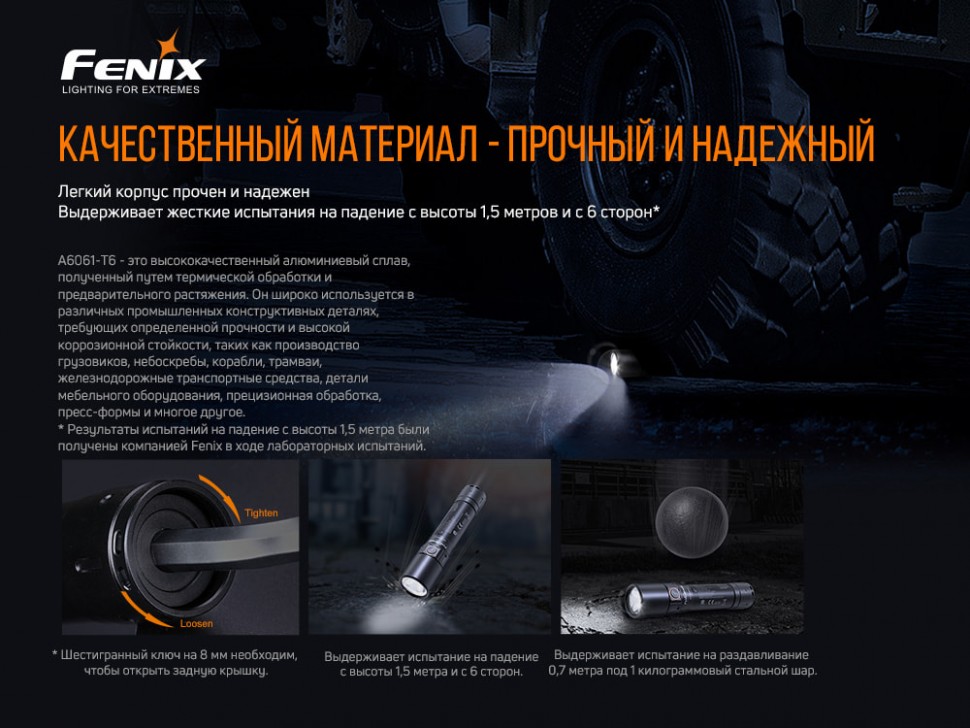 FENIX
LIGHTING FOR EXTREMES
КАЧЕСТВЕННЫЙ МАТЕРИАЛ - ПРОЧНЫЙ И НАДЕЖНЫЙ
Легкий корпус прочен и надежен
Выдерживает жесткие испытания на падение с высоты 1,5 метров и с 6 сторон*
A6061-T6 - это высококачественный алюминиевый сплав,
полученный путем термической обработки и
предварительного растяжения. Он широко используется в
различных промышленных конструктивных деталях,
требующих определенной прочности и высокой
коррозионной стойкости, таких как производство
грузовиков, небоскребы, корабли, трамваи,
железнодорожные транспортные средства, детали
мебельного оборудования, прецизионная обработка,
пресс-формы и многое другое.
* Результаты испытаний на падение с высоты 1,5 метра были
получены компанией Fenix в ходе лабораторных испытаний.
Tighten
Loosen
* Шестигранный ключ на 8 мм необходим,
чтобы открыть заднюю крышку.
Выдерживает испытание на падение
с высоты 1,5 метра и с 6 сторон.
Выдерживает испытание на раздавливание
0,7 метра под 1 килограммовый стальной шар.